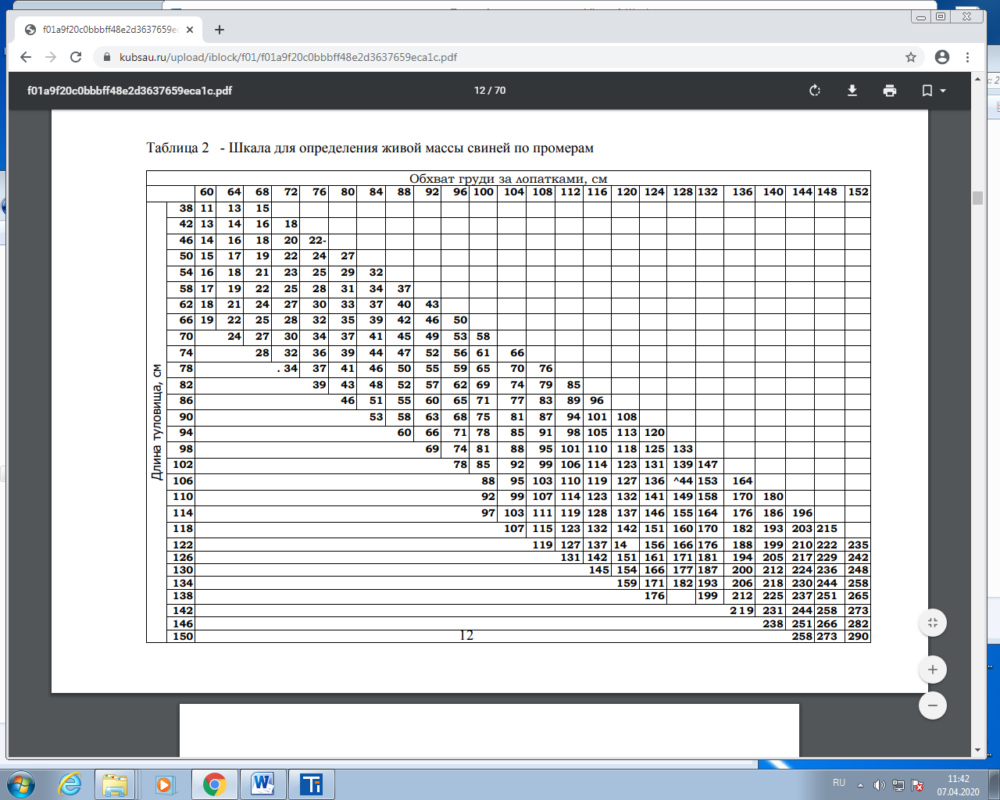 f01a9f20c0bbbff48e2d3637659ec
kubsau.ru/upload/iblock/f01/f01a9f20c0bbbff48e2d3637659eca1c.pdf
f01a9f20c0bbbff48e2d3637659eca1c.pdf
12 / 70
Таблица 2 - Шкала для определения живой массы свиней по промерам
Обхват груди за лопатками, см
60 64 68 72 76 80 84 88 92 96 100 104 108 112 116 120 124 128 132 136 140 144 148 152
Длина туловища, см
38 11 13 15
42 13 14 16 18
46 14 16 18 20 22-
50 15 17 19 22 24 27
54 16 18 21 23 25 29 32
58 17 19 22 25 28 31 34 37
62 18 21 24 27 30 33 37 40 43
66 19 22 25 28 32 35 39 42 46 50
70 24 27 30 34 37 41 45 49 53 58
74 28 32 36 39 44 47 52 56 61 66
78 . 34 37 41 46 50 55 59 65 70 76
82 39 43 48 52 57 62 69 74 79 85
86 46 51 55 60 65 71 77 83 89 96
90 53 58 63 68 75 81 87 94 101 108
94 60 66 71 78 85 91 98 105 113 120
98 69 74 81 88 95 101 110 118 125 133
102 78 85 92 99 106 114 123 131 139 147
106 88 95 103 110 119 127 136 ^44 153 164
110 92 99 107 114 123 132 141 149 158 170 180
114 97 103 111 119 128 137 146 155 164 176 186 196
118 107 115 123 132 142 151 160 170 182 193 203 215
122 119 127 137 14 156 166 176 188 199 210 222 235
126 131 142 151 161 171 181 194 205 217 229 242
130 145 154 166 177 187 200 212 224 236 248
134 159 171 182 193 206 218 230 244 258
138 176 199 212 225 237 251 265
142 219 231 244 258 273
146 238 251 266 282
150 258 273 290
12
RU
11:42
07.04.2020